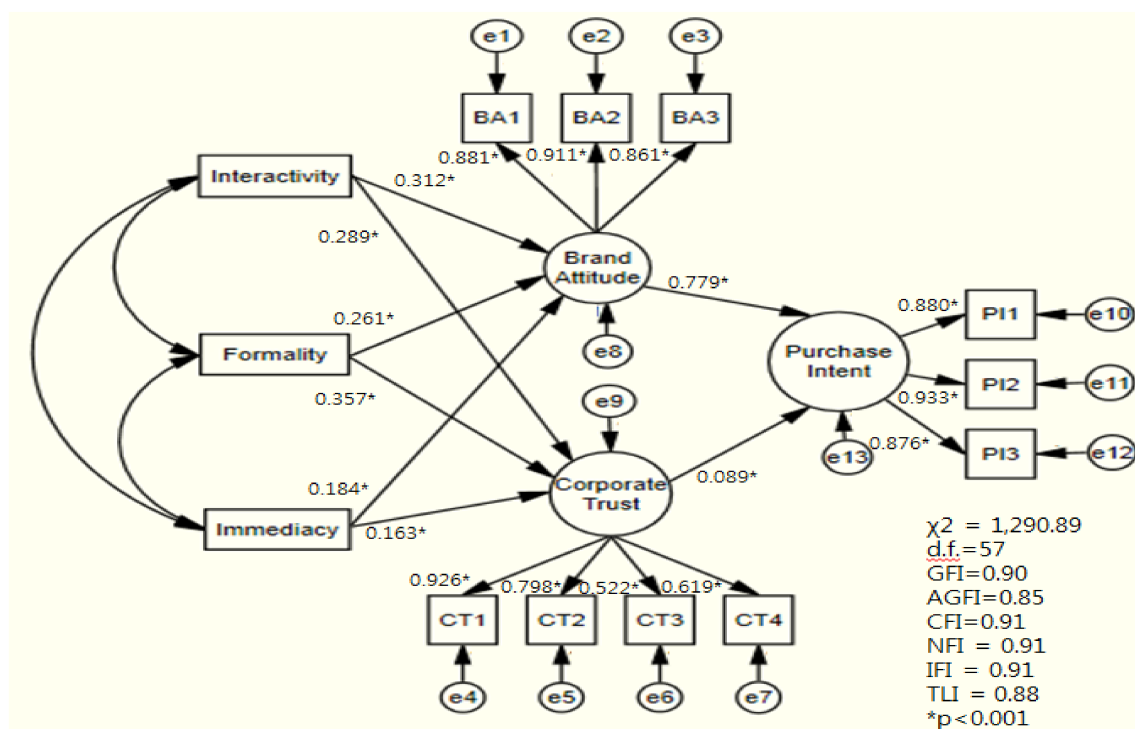 e1
e2
e3
BA1
BA2
BA3
0.881*
0.911*
0.861*
Interactivity
0.312*
0.289*
Brand
Attitude
0.779*
0.261*
Formality
0.357*
e8
e9
0.880*
PI1
e10
Purchase
Intent
PI2
e11
0.933*
0.876*
PI3
e12
e13
0.184*
Corporate
Trust
0.089*
Immediacy
0.163*
0.926*
0.798*
0.522*
0.619*
CT1
CT2
CT3
CT4
e4
e5
e6
e7
χ2 = 1,290.89
d.f.=57
GFI=0.90
AGFI=0.85
CFI=0.91
NFI = 0.91
IFI = 0.91
TLI = 0.88
*p<0.001